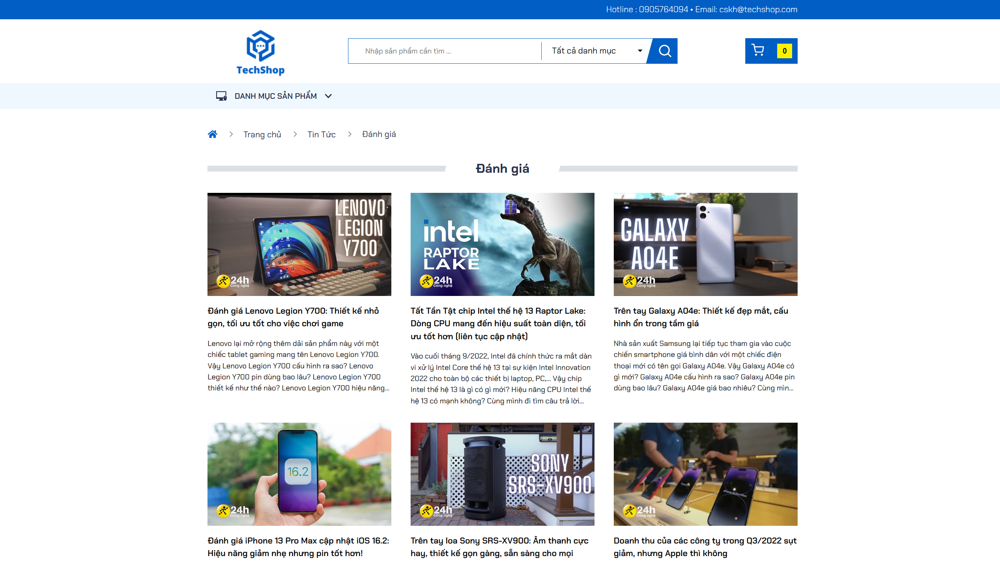 Hotline : 0905764094 • Email: cskh@techshop.com
TechShop
Nhập sản phẩm cần tìm ...
Tất cả danh mục
0
DANH MỤC SẢN PHẨM
Trang chủ
Tin Tức
Đánh giá
Đánh giá
LENOVO
LEGION
Y700
24h
Công nghệ
intel
RAPTOR
LAKE
24h
Công nghệ
GALAXY
A04E
24h
Công nghệ
Đánh giá Lenovo Legion Y700: Thiết kế nhỏ
gọn, tối ưu tốt cho việc chơi game
Lenovo lại mở rộng thêm dải sản phẩm này với một
chiếc tablet gaming mang tên Lenovo Legion Y700.
Vậy Lenovo Legion Y700 cấu hình ra sao? Lenovo
Legion Y700 pin dùng bao lâu? Lenovo Legion Y700
thiết kế như thế nào? Lenovo Legion Y700 hiệu năng...
Tất Tần Tật chip Intel thế hệ 13 Raptor Lake:
Dòng CPU mang đến hiệu suất toàn diện, tối
ưu tốt hơn (liên tục cập nhật)
Vào cuối tháng 9/2022, Intel đã chính thức ra mắt dàn
vi xử lý Intel Core thế hệ 13 tại sự kiện Intel Innovation
2022 cho toàn bộ các thiết bị laptop, PC,... Vậy chip
Intel thế hệ 13 là gì có gì mới? Hiệu năng CPU Intel thế
hệ 13 có mạnh không? Cùng mình đi tìm câu trả lời...
Trên tay Galaxy A04e: Thiết kế đẹp mắt, cấu
hình ổn trong tầm giá
Nhà sản xuất Samsung lại tiếp tục tham gia vào cuộc
chiến smartphone giá bình dân với một chiếc điện
thoại mới có tên gọi Galaxy A04e. Vậy Galaxy A04e có
gì mới? Galaxy A04e cấu hình ra sao? Galaxy A04e pin
dùng bao lâu? Galaxy A04e giá bao nhiêu? Cùng mìn...
16.2
24h
Công nghệ
SONY
SONY
SRS-XV900
24h
Công nghệ
iPhone 14 Pro Max
24h
Công nghệ
Đánh giá iPhone 13 Pro Max cập nhật iOS 16.2:
Hiệu năng giảm nhẹ nhưng pin tốt hơn!
Trên tay loa Sony SRS-XV900: Âm thanh cực
hay, thiết kế gọn gàng, sẵn sàng cho mọi
Doanh thu của các công ty trong Q3/2022 sụt
giảm, nhưng Apple thì không